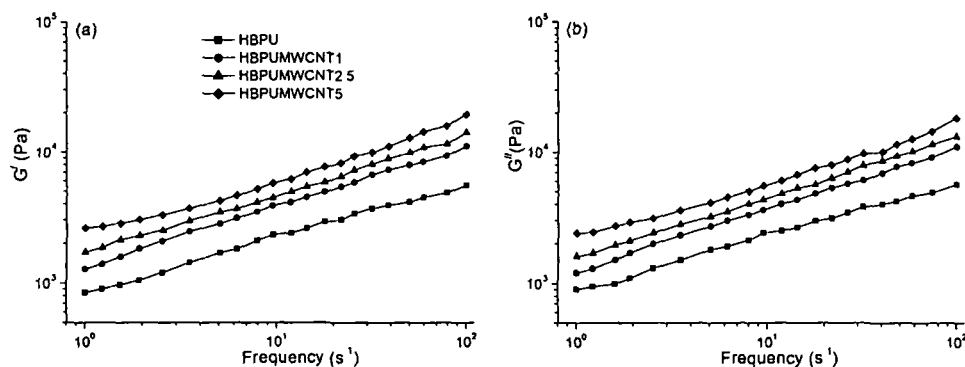 (a)
HBPU
HBPUMWCNT1
HBPUMWCNT2 5
HBPUMWCNT5
G′ (Pa)
10⁵
10⁴
10³
10⁰
10¹
10²
Frequency (s⁻¹)
(b)
G″ (Pa)
10⁵
10⁴
10³
10⁰
10¹
10²
Frequency (s⁻¹)